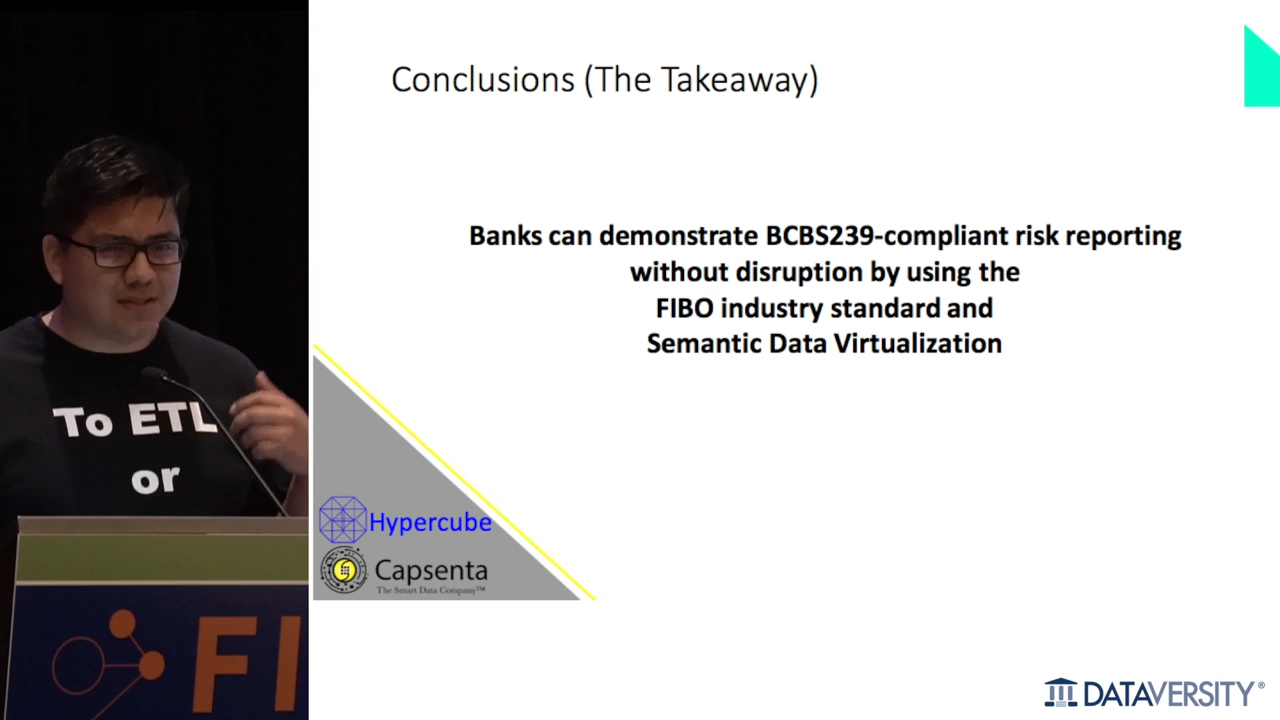 Conclusions (The Takeaway)
Banks can demonstrate BCBS239-compliant risk reporting
without disruption by using the
FIBO industry standard and
Semantic Data Virtualization
To ETL
or
Hypercube
Capsenta
The Smart Data Company™
FI
DATAVERSITY®